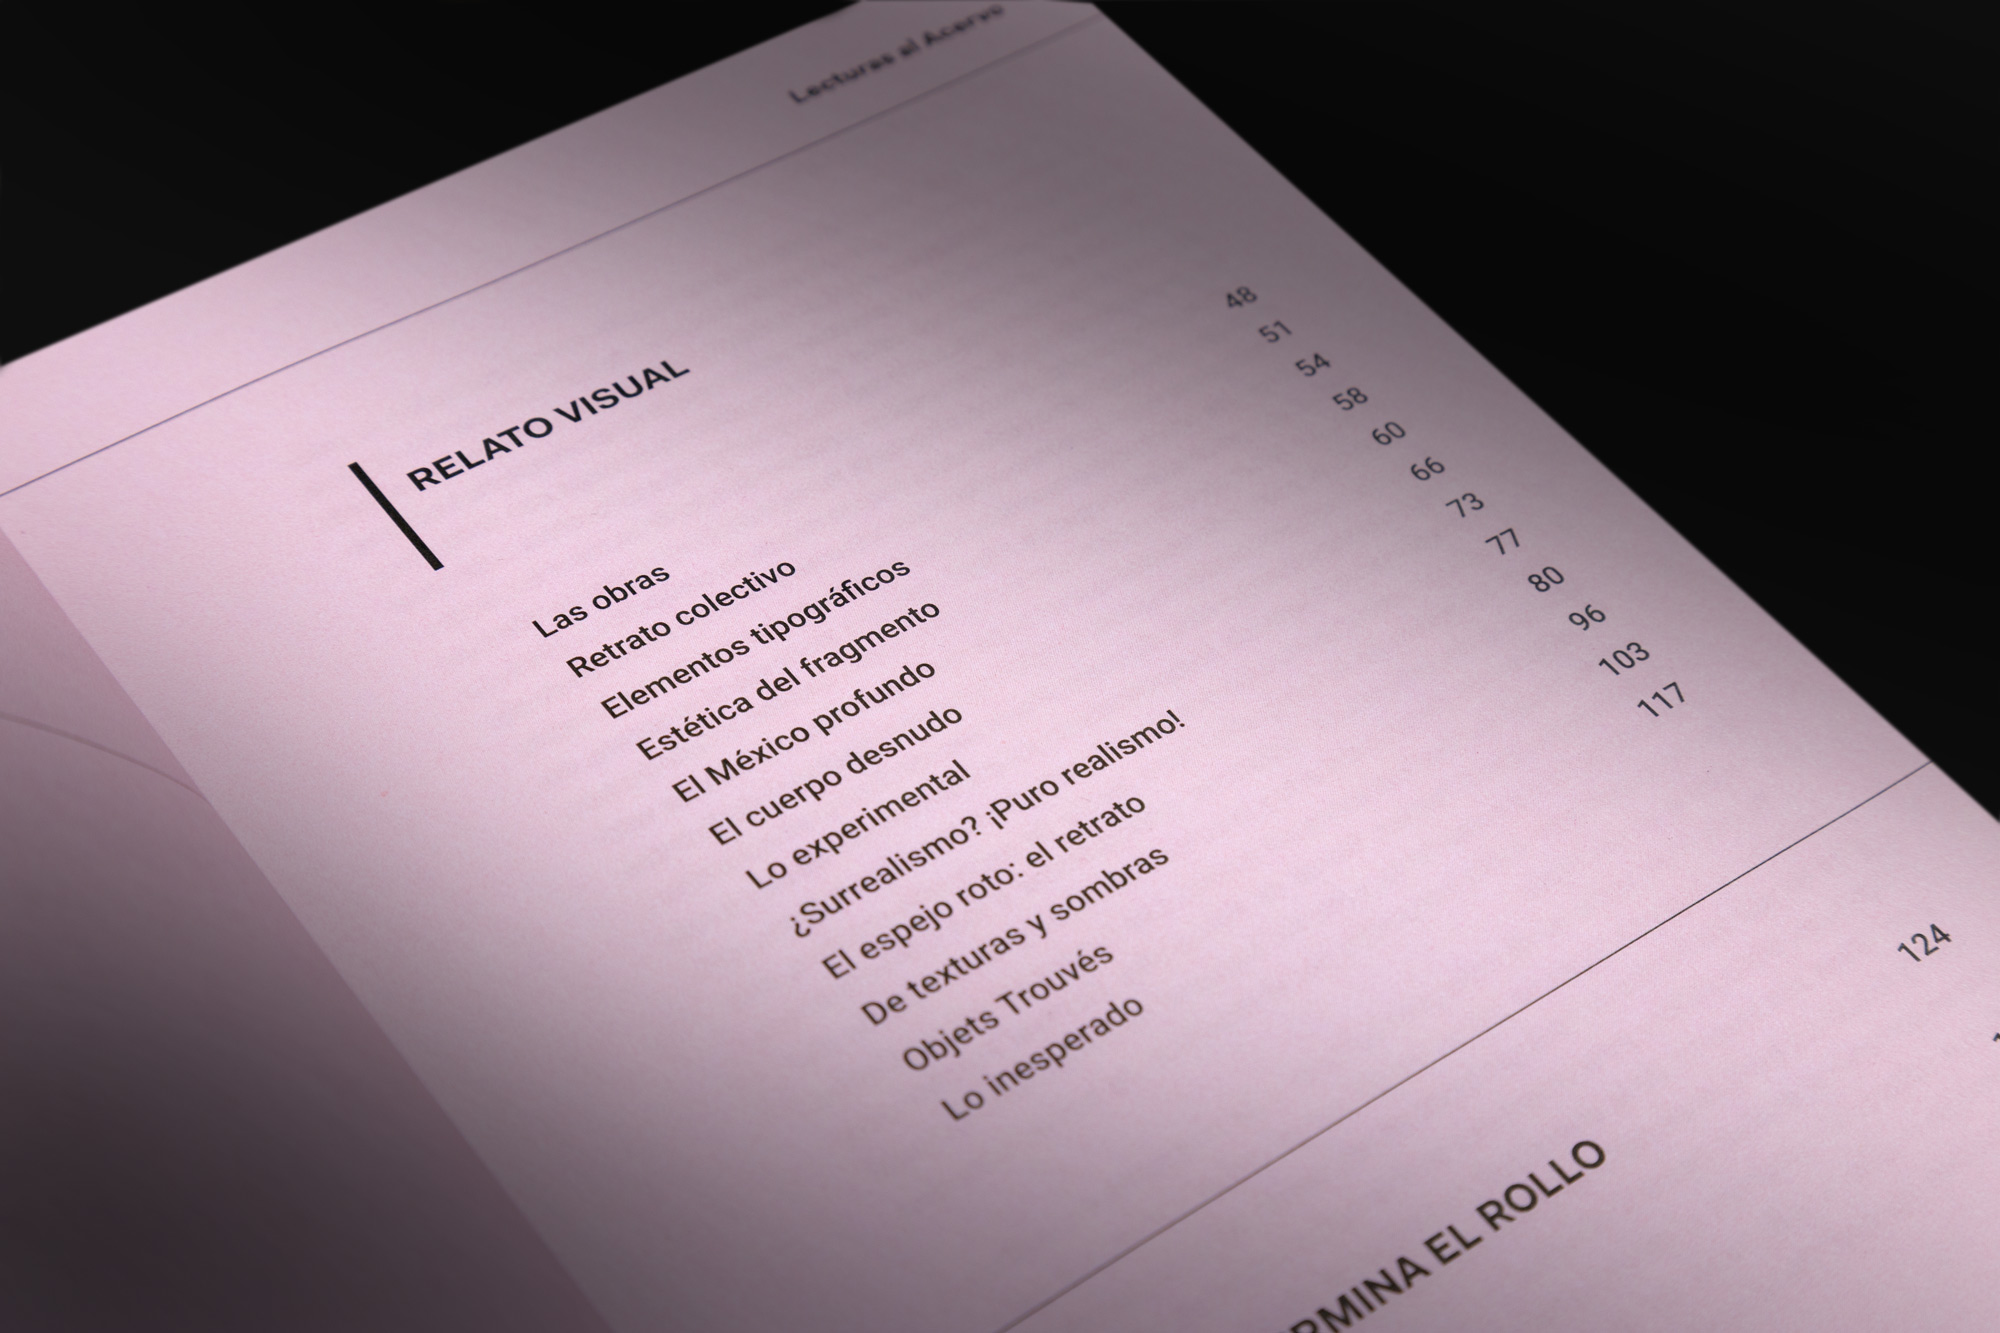 Lecturas al Acervo
RELATO VISUAL
Las obras 48
Retrato colectivo 51
Elementos tipográficos 54
Estética del fragmento 58
El México profundo 60
El cuerpo desnudo 66
Lo experimental 73
¿Surrealismo? ¡Puro realismo! 77
El espejo roto: el retrato 80
De texturas y sombras 96
Objets Trouvés 103
Lo inesperado 117
124
RMINA EL ROLLO